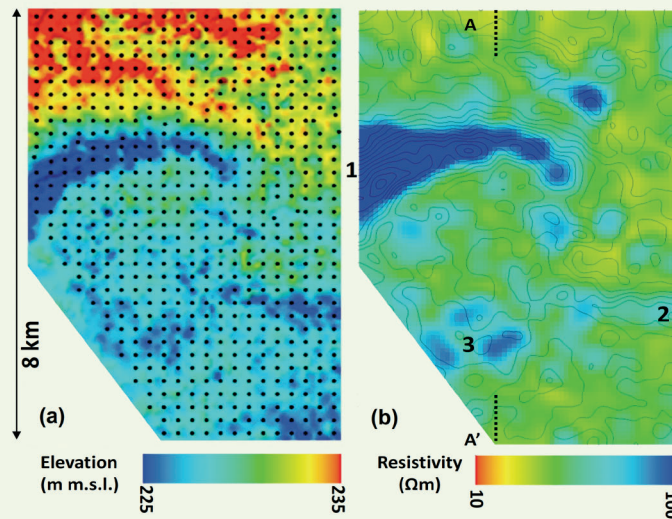 A
1
8 km
2
3
(a)
(b)
A'
Elevation
(m m.s.l.)
225
235
Resistivity
(Ωm)
10